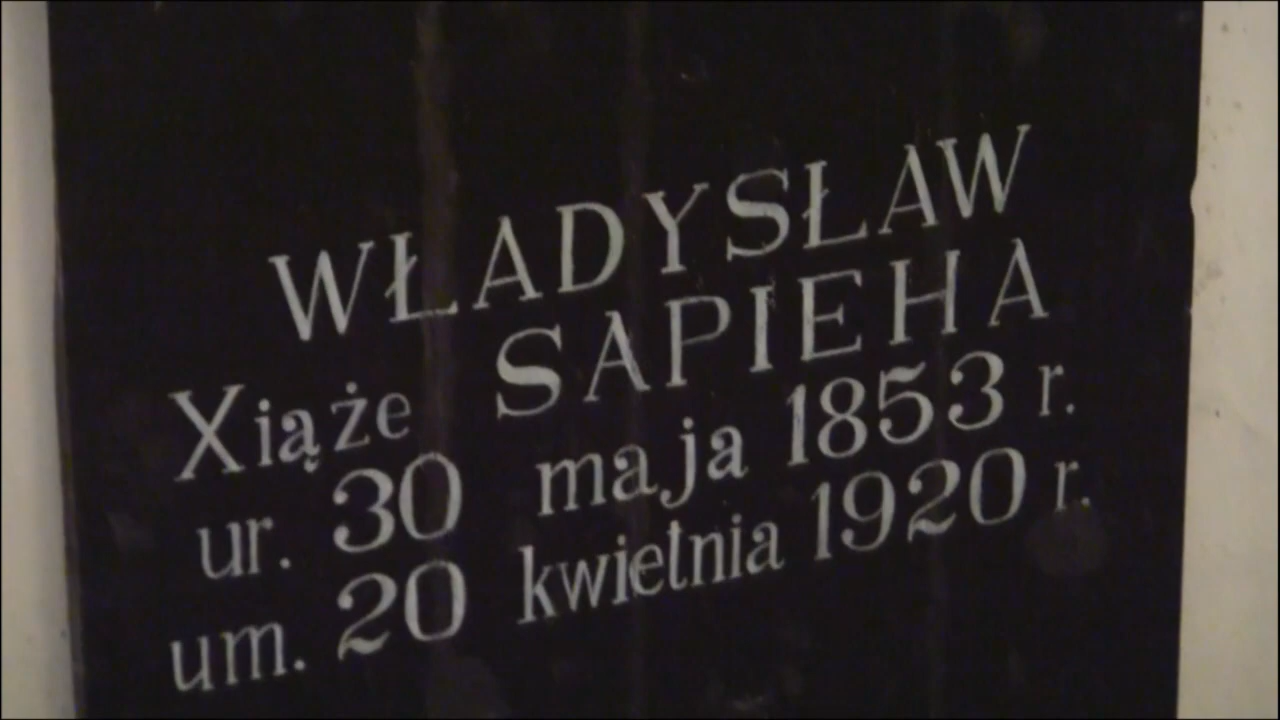 WŁADYSŁAW
Xiąże SAPIEHA
ur. 30 maja 1853 r.
um. 20 kwietnia 1920 r.